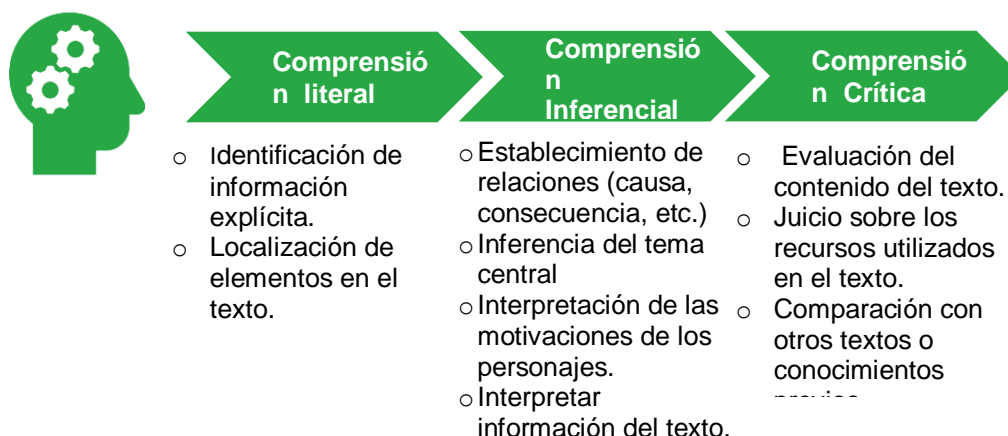 Comprensió
n literal
Comprensió
n
Inferencial
Comprensió
n Crítica
o Identificación de
información
explícita.
o Localización de
elementos en el
texto.
o Establecimiento de
relaciones (causa,
consecuencia, etc.)
o Inferencia del tema
central
o Interpretación de las
motivaciones de los
personajes.
o Interpretar
información del texto.
o Evaluación del
contenido del texto.
o Juicio sobre los
recursos utilizados
en el texto.
o Comparación con
otros textos o
conocimientos